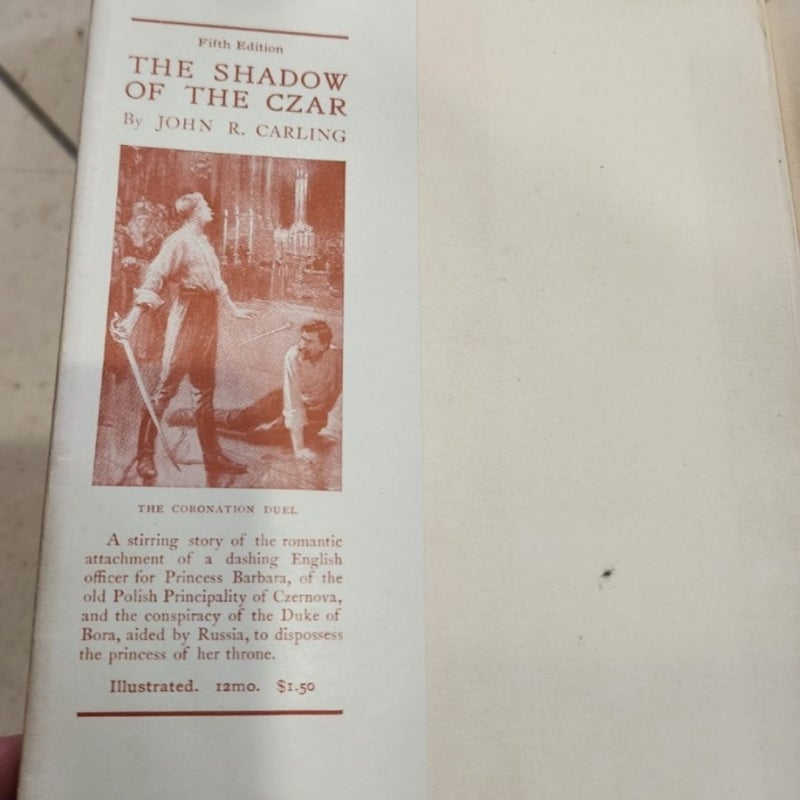 Fifth Edition
THE SHADOW
OF THE CZAR
By JOHN R. CARLING
THE CORONATION DUEL
A stirring story of the romantic
attachment of a dashing English
officer for Princess Barbara, of the
old Polish Principality of Czernova,
and the conspiracy of the Duke of
Bora, aided by Russia, to dispossess
the princess of her throne.
Illustrated. 12mo. $1.50